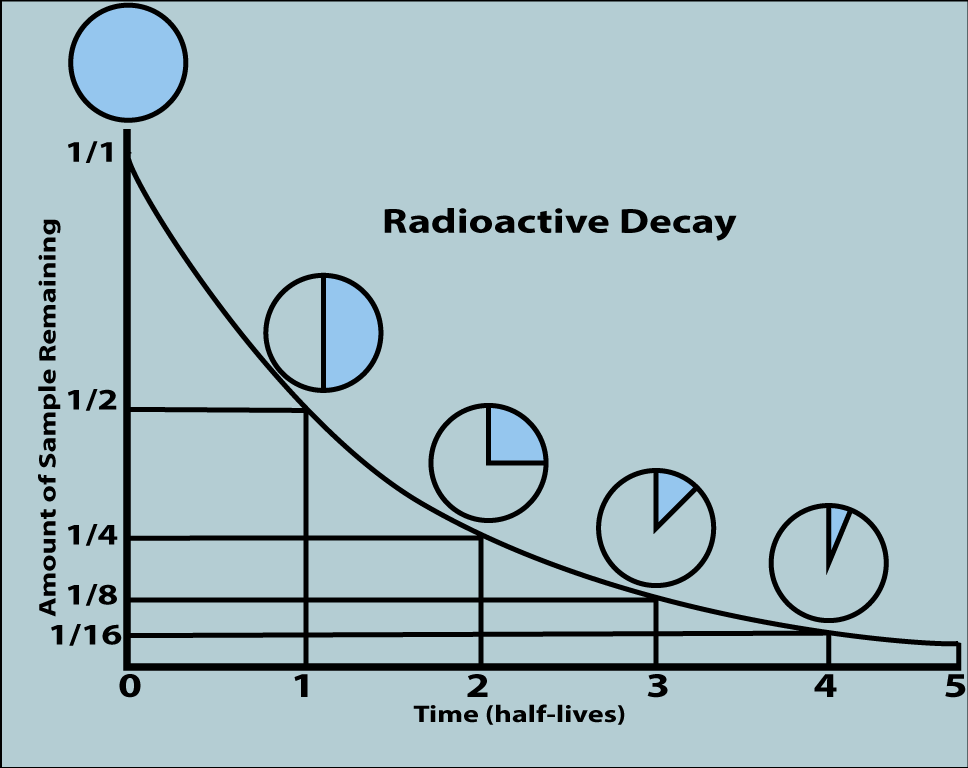 Radioactive Decay
Amount of Sample Remaining
1/1
1/2
1/4
1/8
1/16
0 1 2 3 4 5
Time (half-lives)